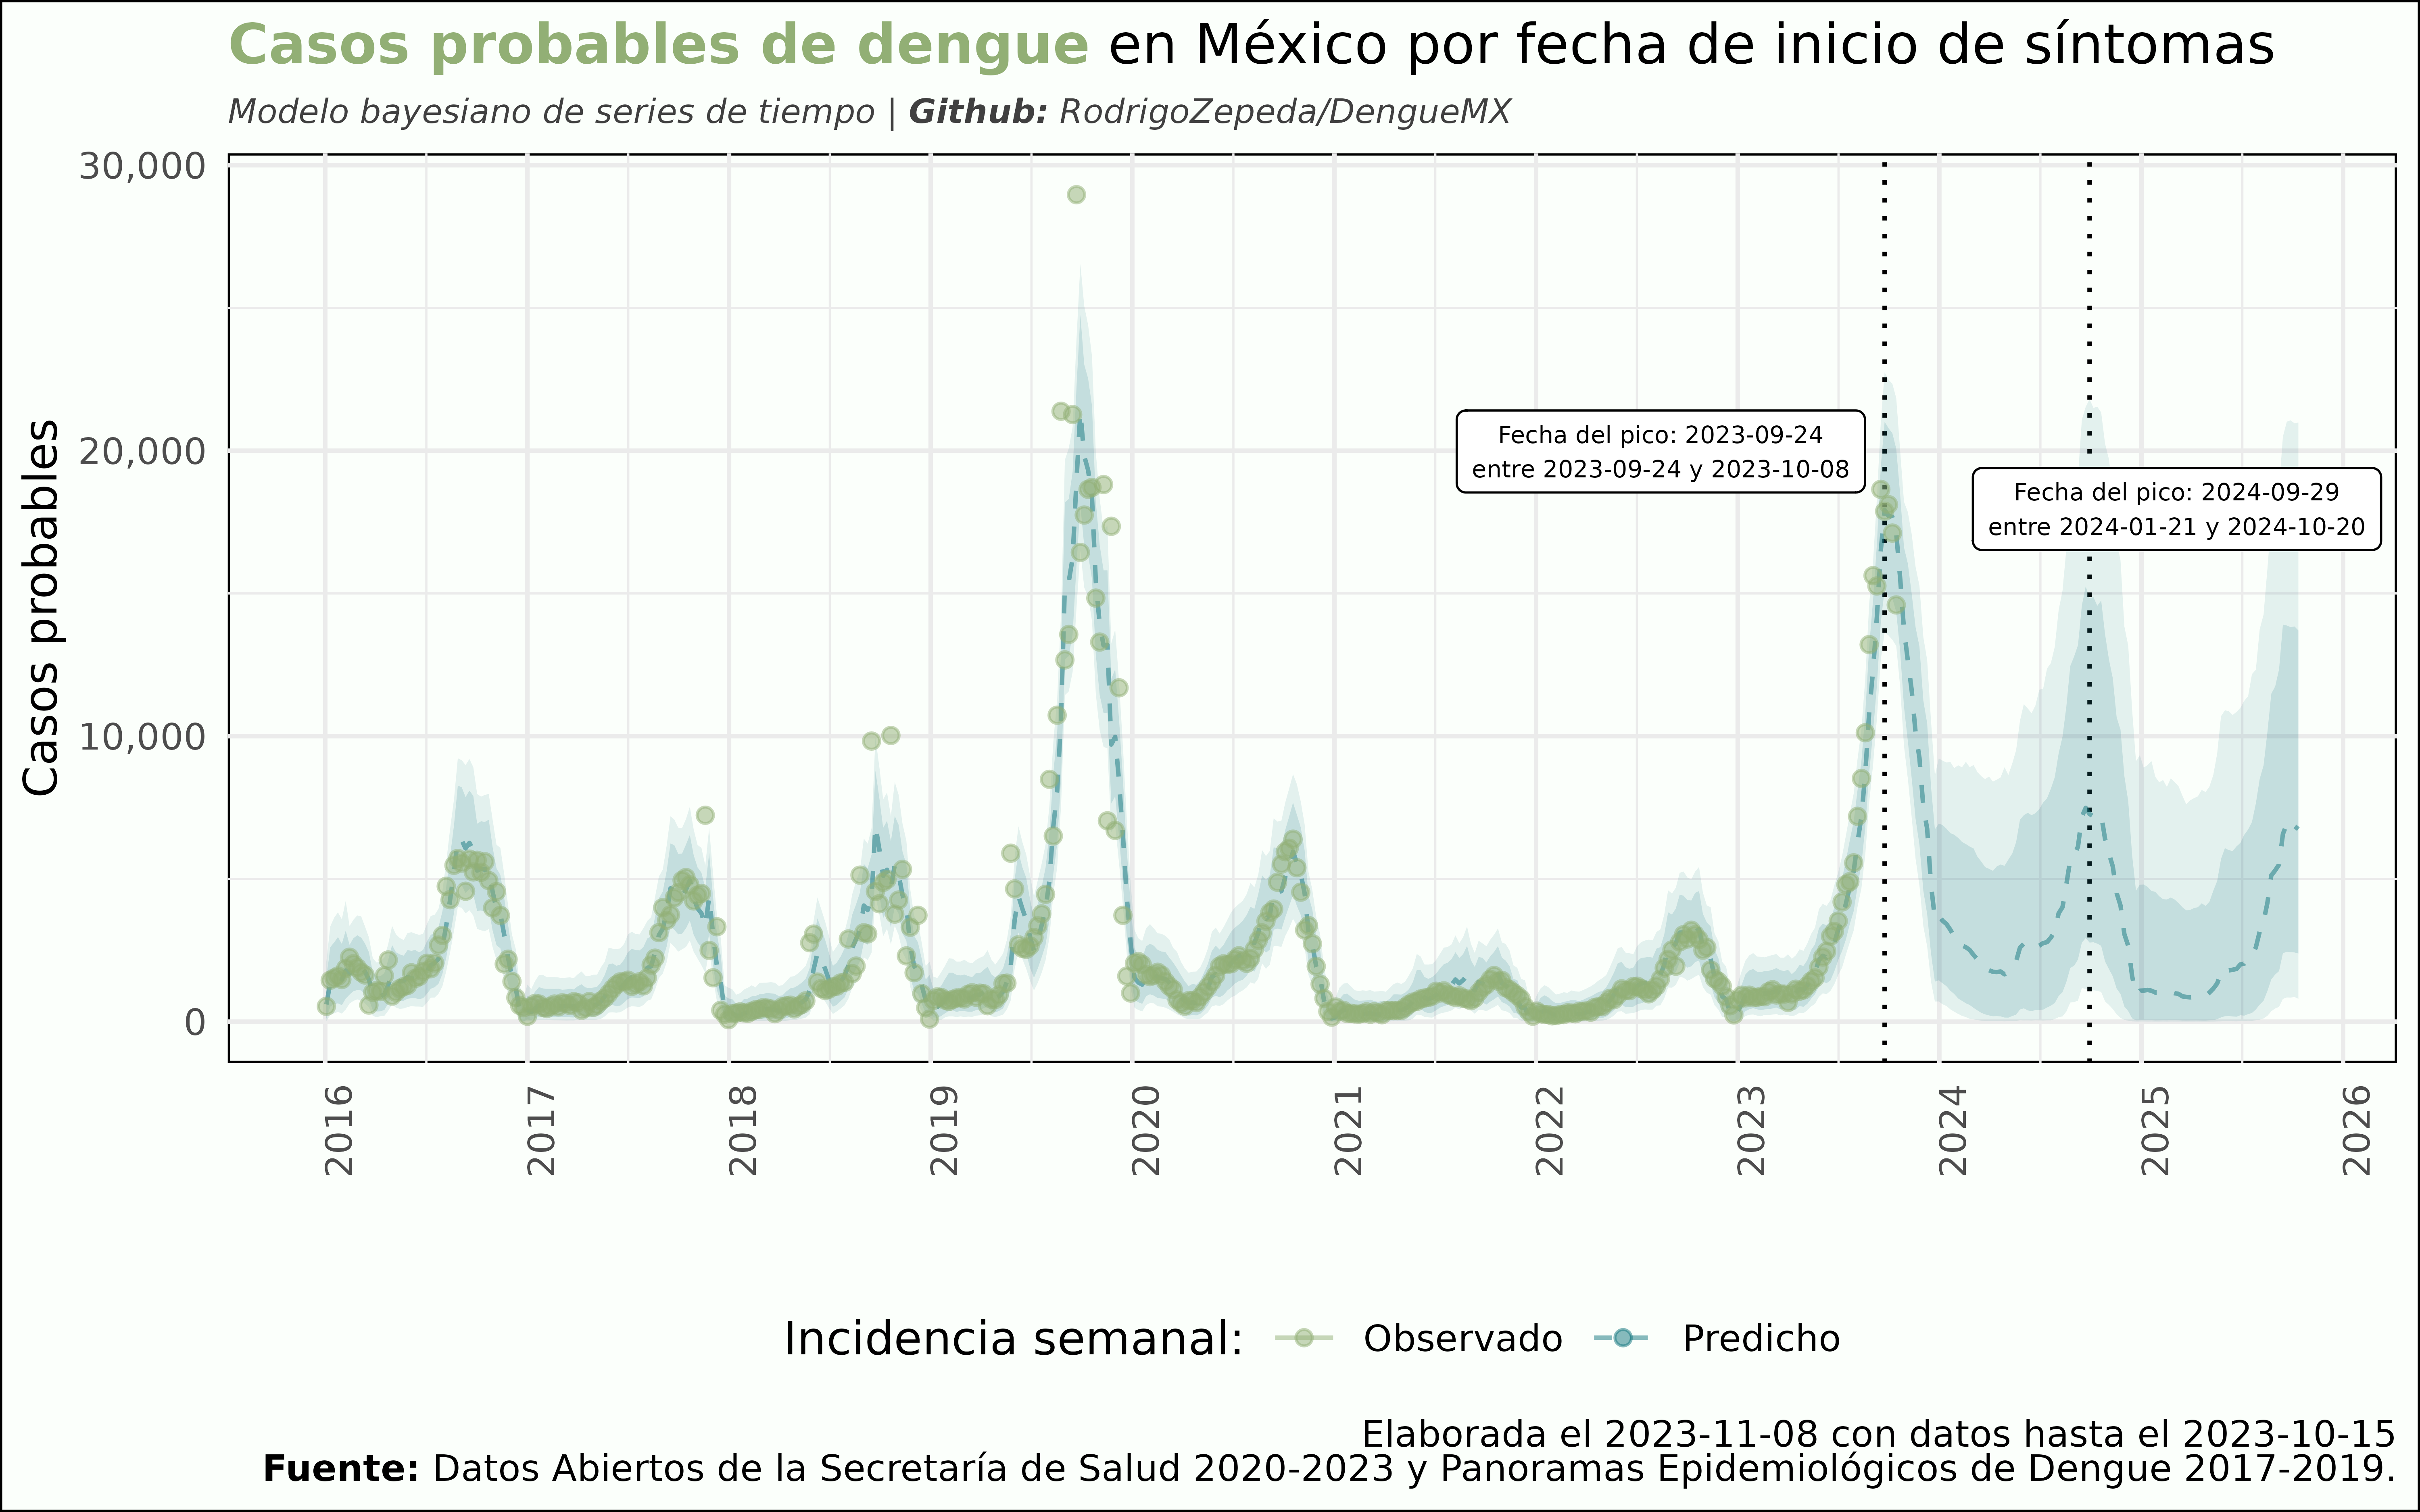 Casos probables de dengue en México por fecha de inicio de síntomas
Modelo bayesiano de series de tiempo | Github: RodrigoZepeda/DengueMX
Casos probables
30,000
20,000
10,000
0
Fecha del pico: 2023-09-24
entre 2023-09-24 y 2023-10-08
Fecha del pico: 2024-09-29
entre 2024-01-21 y 2024-10-20
2016
2017
2018
2019
2020
2021
2022
2023
2024
2025
2026
Incidencia semanal: Observado Predicho
Elaborada el 2023-11-08 con datos hasta el 2023-10-15
Fuente: Datos Abiertos de la Secretaría de Salud 2020-2023 y Panoramas Epidemiológicos de Dengue 2017-2019.